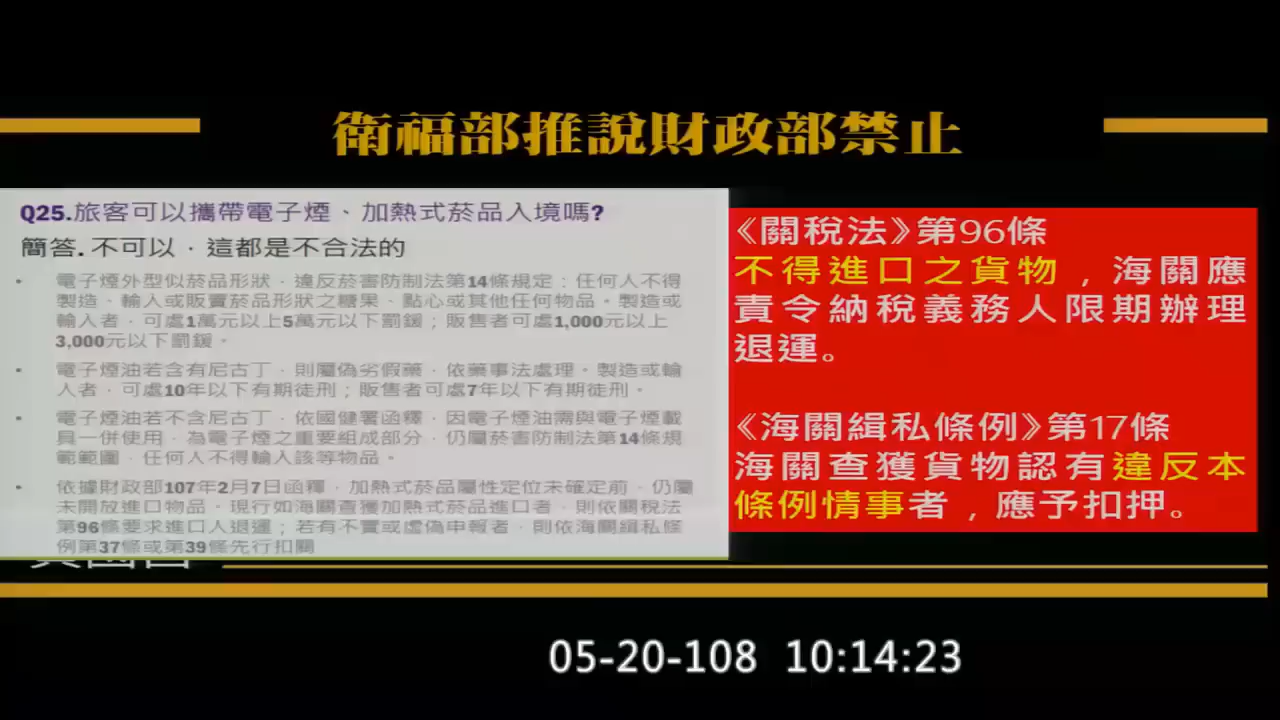 衛福部推說財政部禁止
Q25.旅客可以攜帶電子煙、加熱式菸品入境嗎?
簡答.不可以，這都是不合法的
• 電子煙外型似菸品形狀，違反菸害防制法第14條規定：任何人不得
製造、輸入或販賣菸品形狀之糖果、點心或其他任何物品。製造或
輸入者，可處1萬元以上5萬元以下罰鍰；販售者可處1,000元以上
3,000元以下罰鍰。
• 電子煙油若含有尼古丁，則屬偽劣假藥，依藥事法處理。製造或輸
入者，可處10年以下有期徒刑；販售者可處7年以下有期徒刑。
• 電子煙油若不含尼古丁，依國健署函釋，因電子煙油需與電子煙載
具一併使用，為電子煙之重要組成部分，仍屬菸害防制法第14條規
範範圍，任何人不得輸入該等物品。
• 依據財政部107年2月7日函釋，加熱式菸品屬性定位未確定前，仍屬
未開放進口物品，現行如海關查獲加熱式菸品進口者，則依關稅法
第96條要求進口人退運；若有不實或虛偽申報者，則依海關緝私條
例第37條或第39條先行扣關
《關稅法》第96條
不得進口之貨物，海關應
責令納稅義務人限期辦理
退運。
《海關緝私條例》第17條
海關查獲貨物認有違反本
條例情事者，應予扣押。
05-20-108 10:14:23